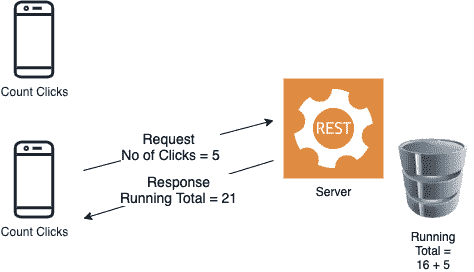 Count Clicks
Request
No of Clicks = 5
REST
Response
Running Total = 21
Server
Count Clicks
Running
Total =
16 + 5